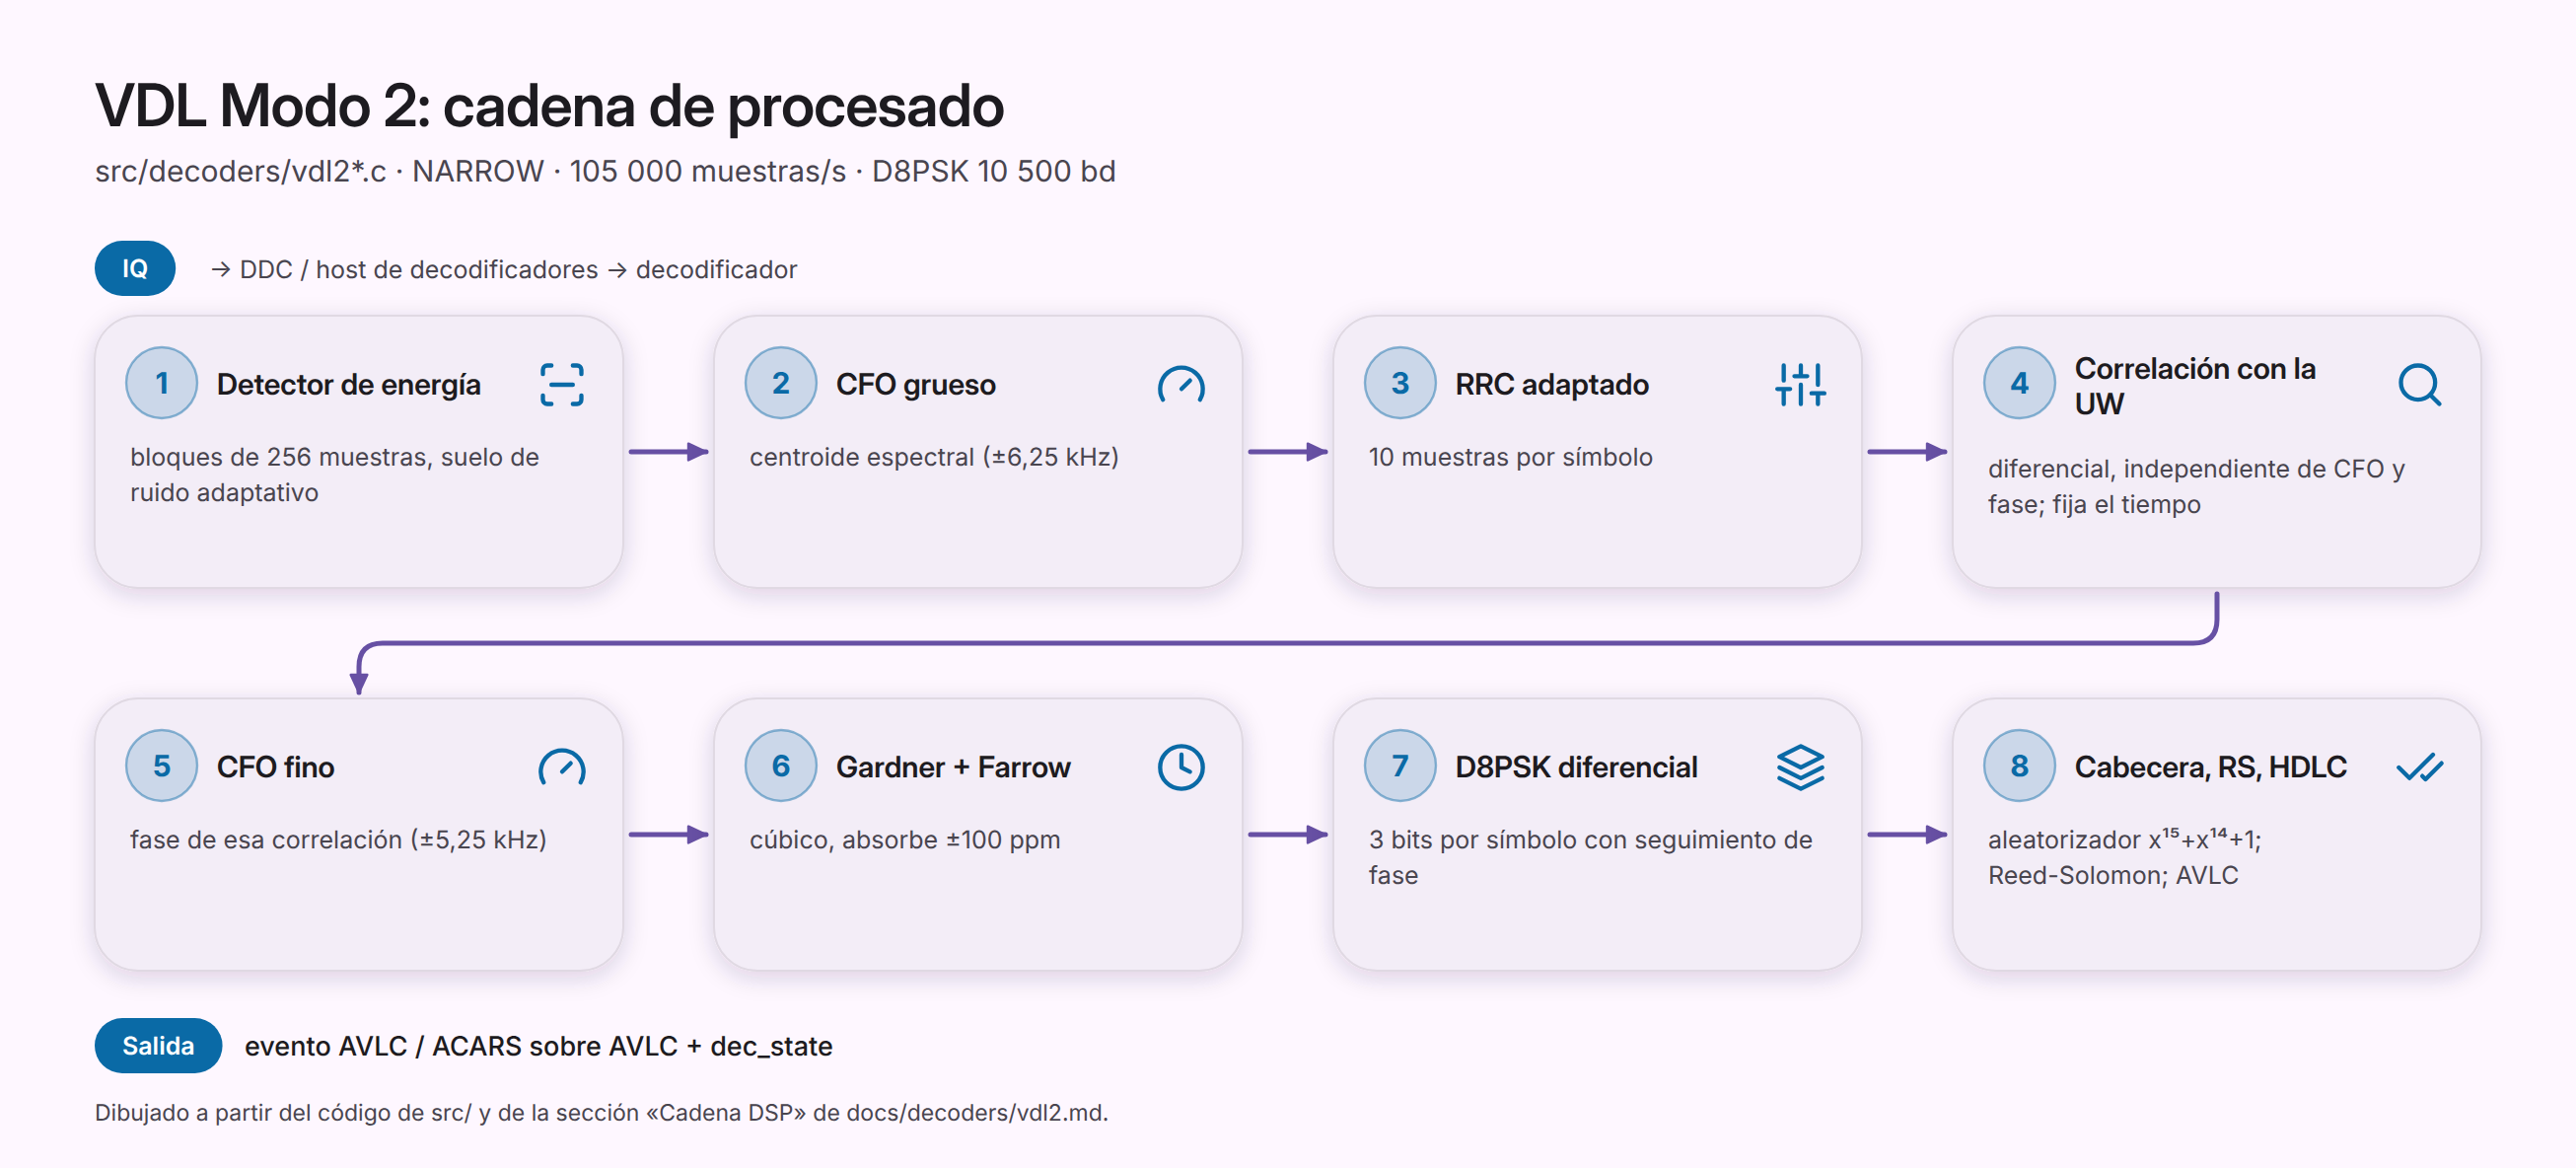 VDL Modo 2: cadena de procesado
src/decoders/vdl2*.c · NARROW · 105 000 muestras/s · D8PSK 10 500 bd
IQ → DDC / host de decodificadores → decodificador
1 Detector de energía
bloques de 256 muestras, suelo de
ruido adaptativo
2 CFO grueso
centroide espectral (±6,25 kHz)
3 RRC adaptado
10 muestras por símbolo
4 Correlación con la
UW
diferencial, independiente de CFO y
fase; fija el tiempo
5 CFO fino
fase de esa correlación (±5,25 kHz)
6 Gardner + Farrow
cúbico, absorbe ±100 ppm
7 D8PSK diferencial
3 bits por símbolo con seguimiento de
fase
8 Cabecera, RS, HDLC
aleatorizador x¹⁵+x¹⁴+1;
Reed-Solomon; AVLC
Salida evento AVLC / ACARS sobre AVLC + dec_state
Dibujado a partir del código de src/ y de la sección «Cadena DSP» de docs/decoders/vdl2.md.